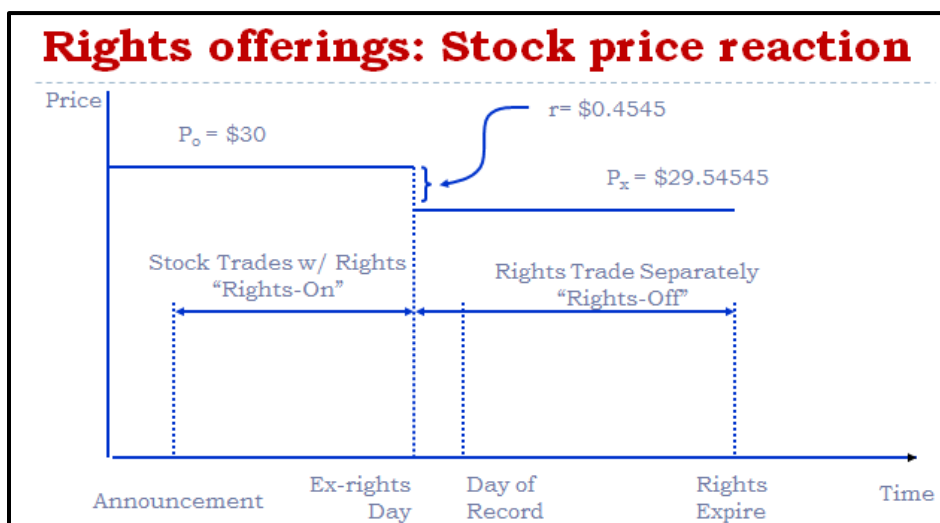 Rights offerings: Stock price reaction
Price
r= $0.4545
Pₒ = $30
Pₓ = $29.54545
Stock Trades w/ Rights
“Rights-On”
Rights Trade Separately
“Rights-Off”
Announcement
Ex-rights
Day
Day of
Record
Rights
Expire
Time